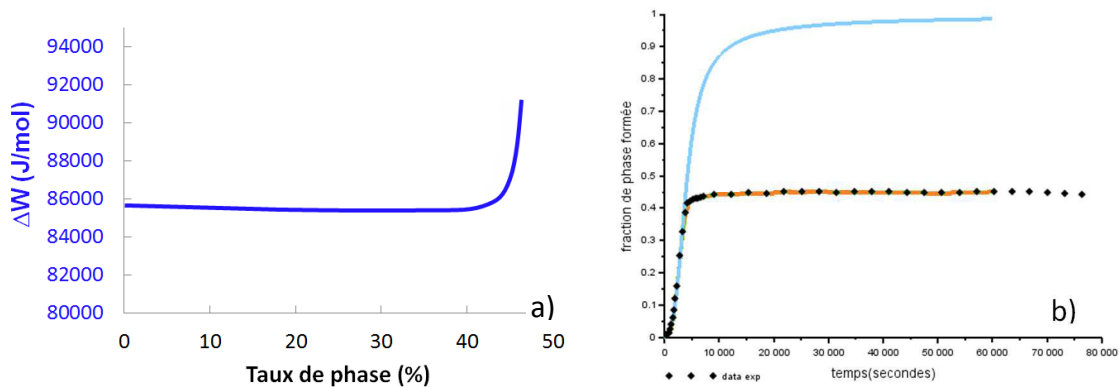 94000
92000
90000
88000
86000
84000
82000
80000
ΔW (J/mol)
0 10 20 30 40 50
Taux de phase (%)
a)
1
0.9
0.8
0.7
0.6
0.5
0.4
0.3
0.2
0.1
0
fraction de phase formée
0 10 000 20 000 30 000 40 000 50 000 60 000 70 000 80 000
temps(secondes)
data exp
b)